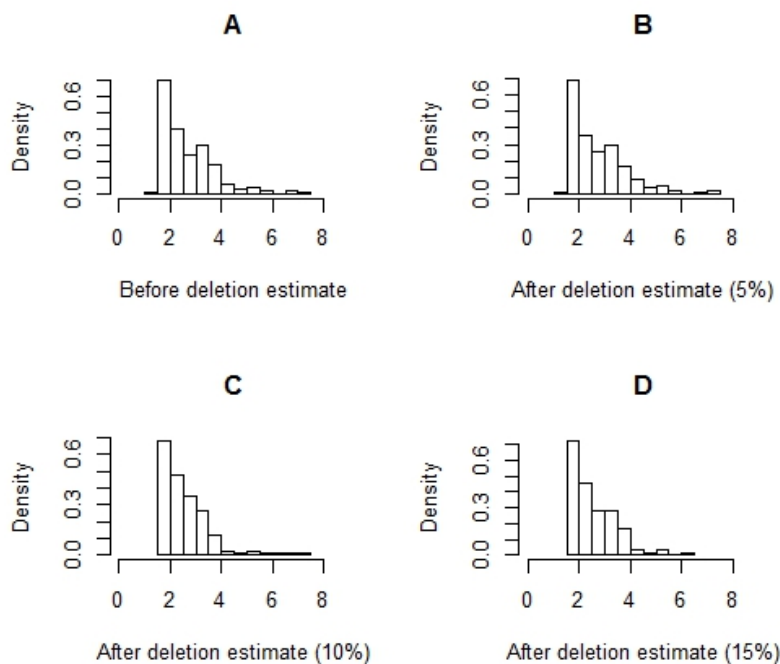 A
Density
0.0 0.3 0.6
0 2 4 6 8
Before deletion estimate
B
Density
0.0 0.3 0.6
0 2 4 6 8
After deletion estimate (5%)
C
Density
0.0 0.3 0.6
0 2 4 6 8
After deletion estimate (10%)
D
Density
0.0 0.3 0.6
0 2 4 6 8
After deletion estimate (15%)